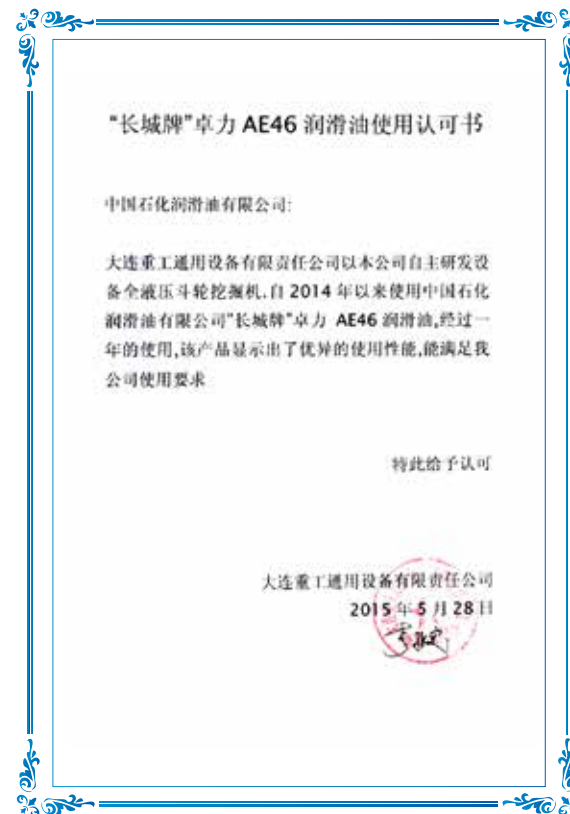 “长城牌”卓力 AE46 润滑油使用认可书
中国石化润滑油有限公司:
大连重工通用设备有限责任公司以本公司自主研发设
备全液压斗轮挖掘机,自 2014 年以来使用中国石化
润滑油有限公司“长城牌”卓力 AE46 润滑油,经过一
年的使用,该产品显示出了优异的使用性能,能满足我
公司使用要求
特此给予认可
大连重工通用设备有限责任公司
2015 年 5 月 28 日